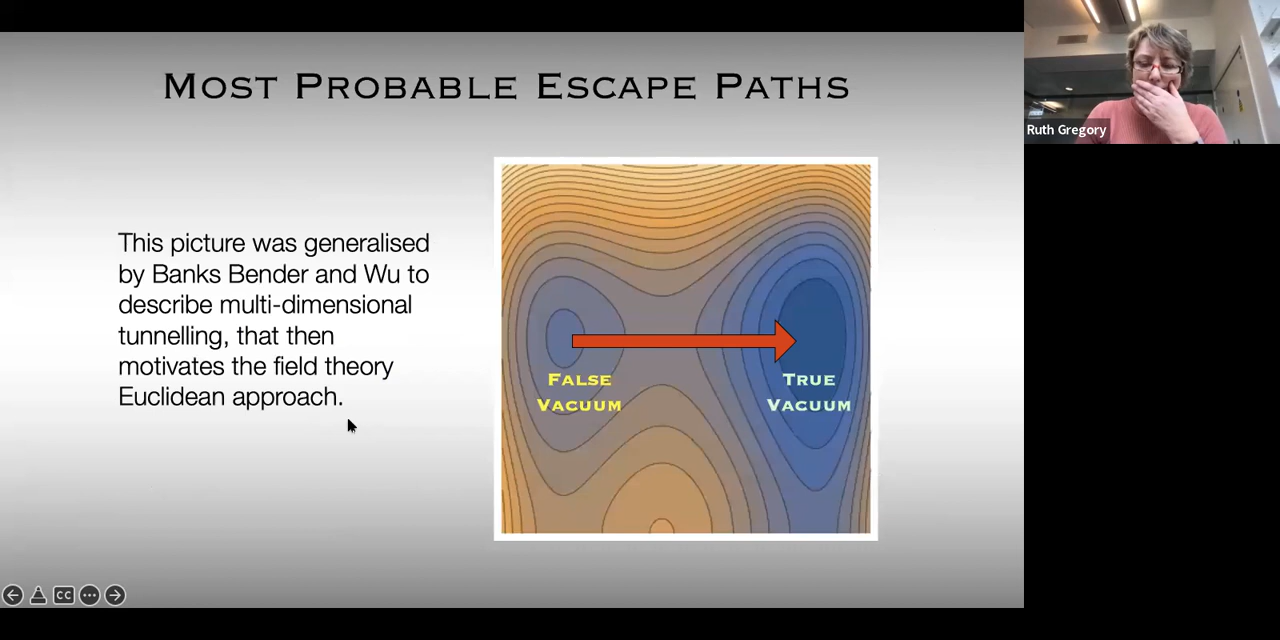 MOST PROBABLE ESCAPE PATHS
This picture was generalised
by Banks Bender and Wu to
describe multi-dimensional
tunnelling, that then
motivates the field theory
Euclidean approach.
FALSE
VACUUM
TRUE
VACUUM
Ruth Gregory
CC